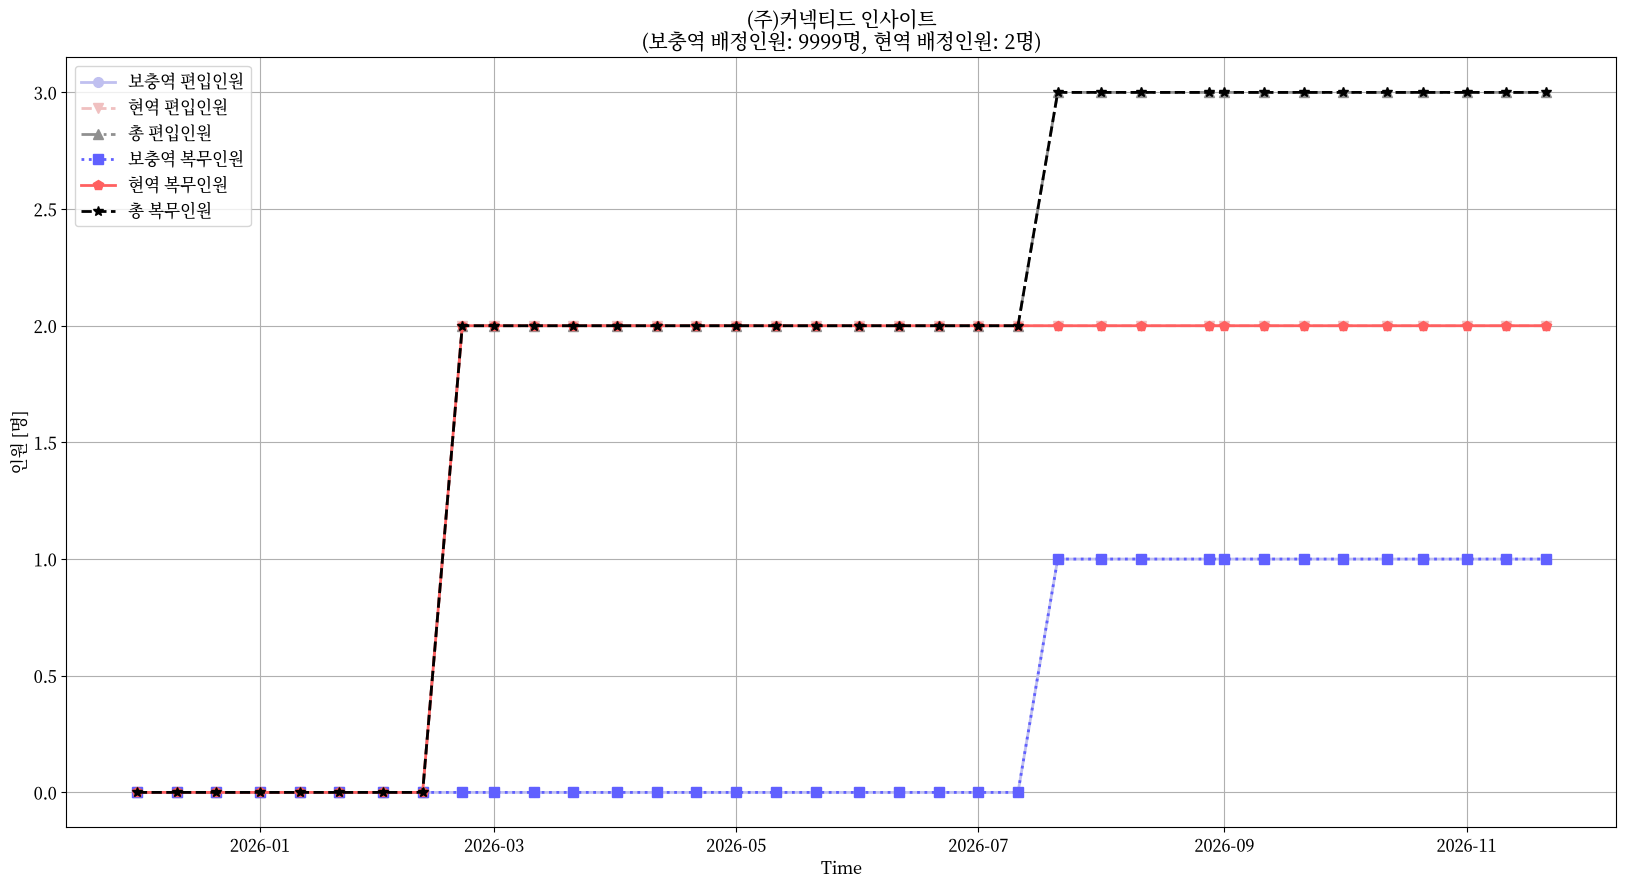 (주)커넥티드 인사이트
(보충역 배정인원: 9999명, 현역 배정인원: 2명)
보충역 편입인원
현역 편입인원
총 편입인원
보충역 복무인원
현역 복무인원
총 복무인원
인원 [명]
3.0
2.5
2.0
1.5
1.0
0.5
0.0
2026-01
2026-03
2026-05
2026-07
2026-09
2026-11
Time